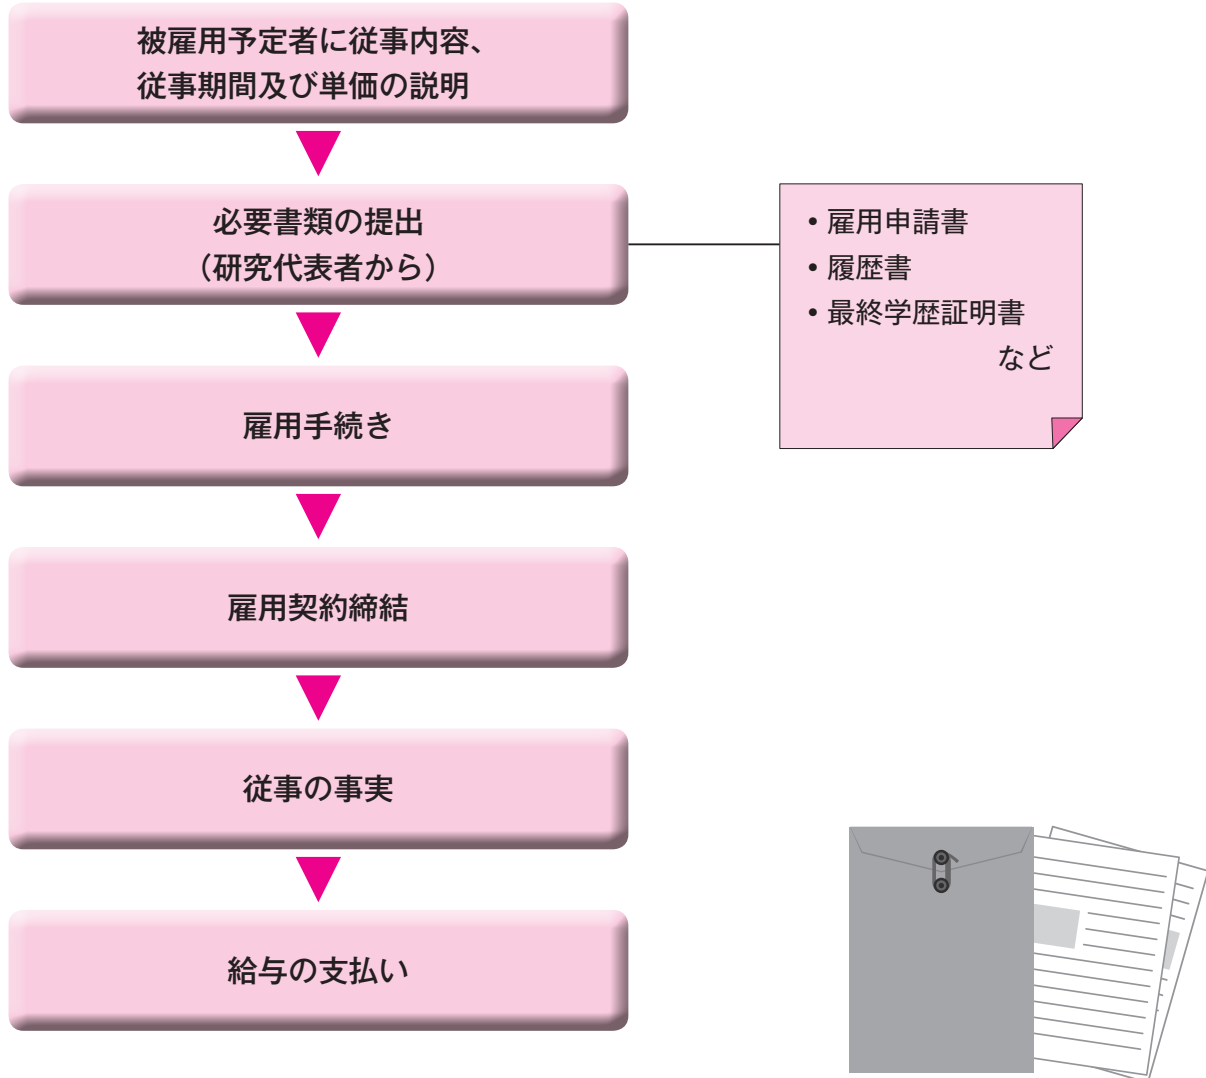 被雇用予定者に従事内容、
従事期間及び単価の説明
必要書類の提出
（研究代表者から）
・雇用申請書
・履歴書
・最終学歴証明書
など
雇用手続き
雇用契約締結
従事の事実
給与の支払い